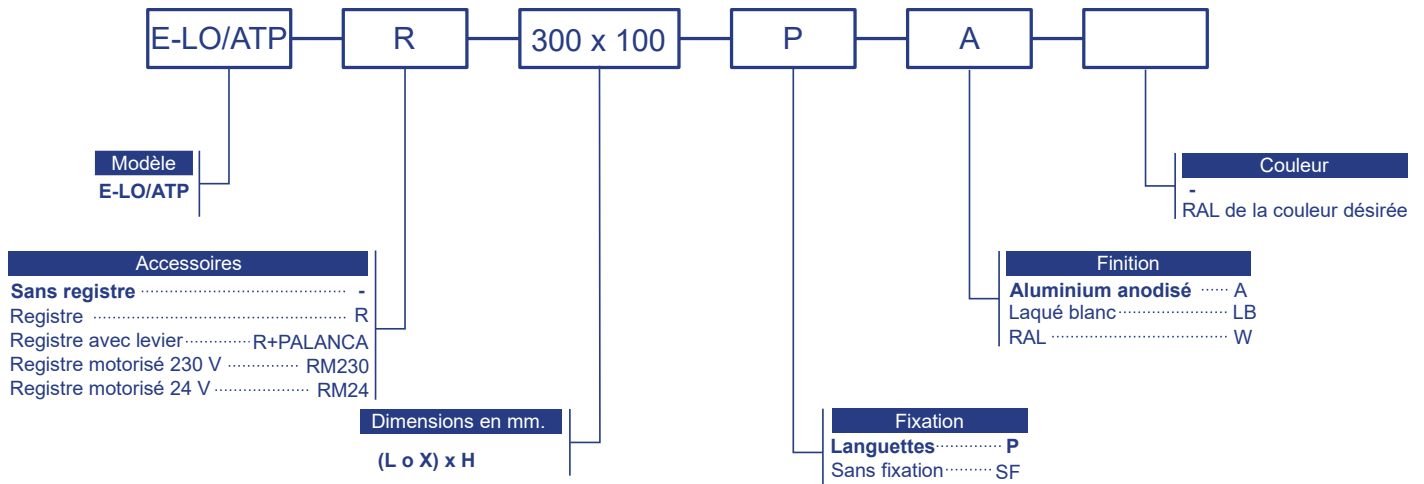 E-LO/ATP R 300 x 100 P A
Modèle
E-LO/ATP
Couleur
-
RAL de la couleur désirée
Accessoires
Sans registre -
Registre R
Registre avec levier R+PALANCA
Registre motorisé 230 V RM230
Registre motorisé 24 V RM24
Finition
Aluminium anodisé A
Laqué blanc LB
RAL W
Dimensions en mm.
(L o X) x H
Fixation
Languettes P
Sans fixation SF